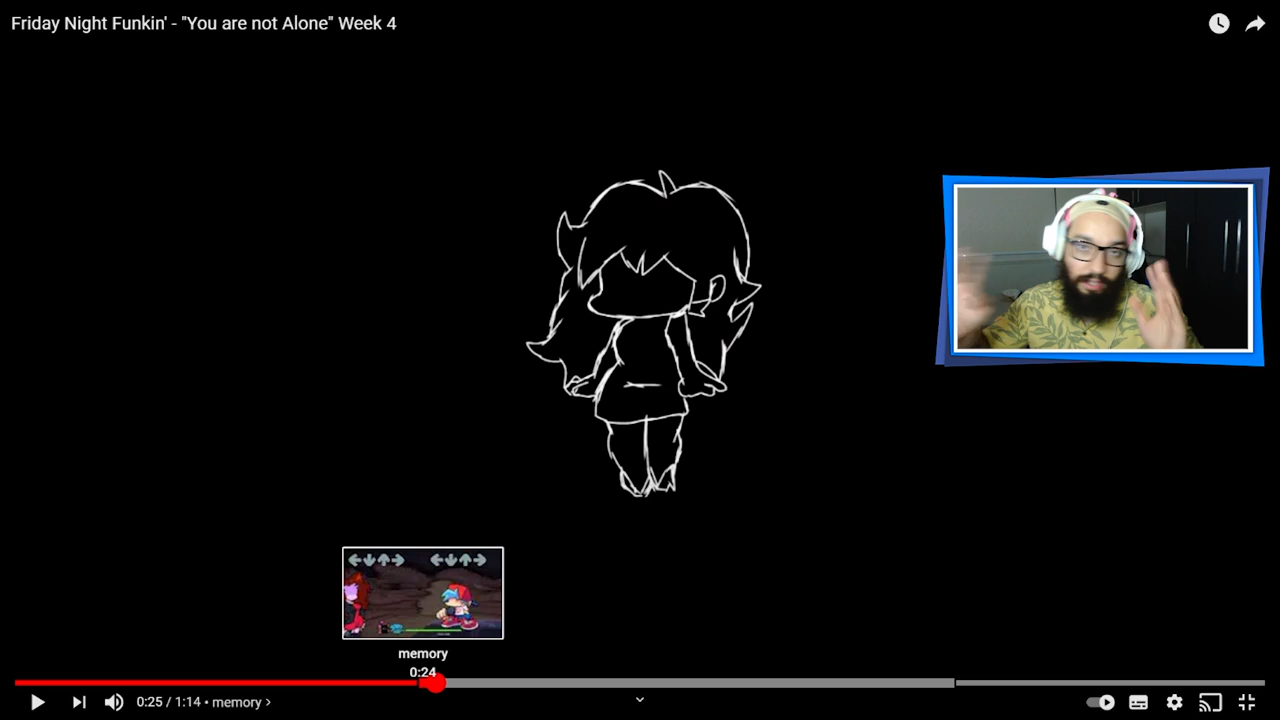 Friday Night Funkin' - "You are not Alone" Week 4
memory
0:24
0:25 / 1:14 • memory ›